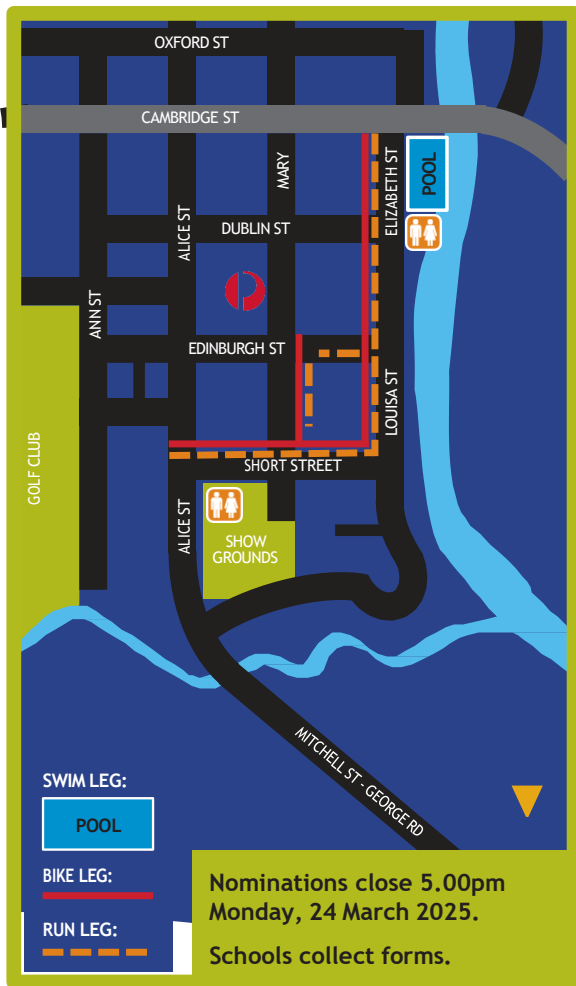 OXFORD ST
CAMBRIDGE ST
MARY
ELIZABETH ST
POOL
ALICE ST
DUBLIN ST
ANN ST
EDINBURGH ST
LOUISA ST
GOLF CLUB
SHORT STREET
ALICE ST
SHOW
GROUNDS
MITCHELL ST - GEORGE RD
SWIM LEG:
POOL
BIKE LEG:
RUN LEG:
Nominations close 5.00pm
Monday, 24 March 2025.
Schools collect forms.